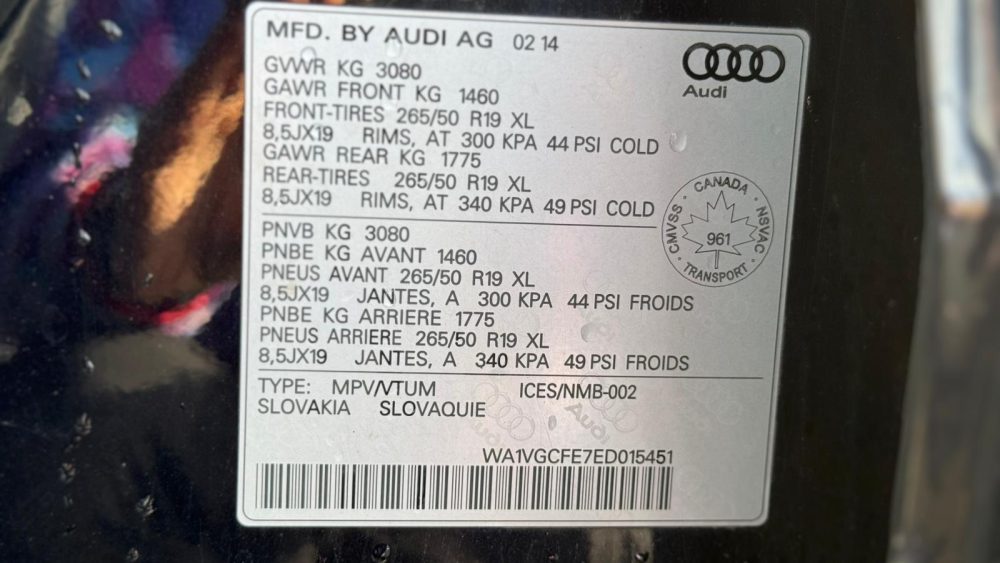 MFD. BY AUDI AG 02 14
Audi
GVWR KG 3080
GAWR FRONT KG 1460
FRONT-TIRES 265/50 R19 XL
8,5JX19 RIMS, AT 300 KPA 44 PSI COLD
GAWR REAR KG 1775
REAR-TIRES 265/50 R19 XL
8,5JX19 RIMS, AT 340 KPA 49 PSI COLD
CANADA
CMVSS · NSVAC
961
TRANSPORT
PNVB KG 3080
PNBE KG AVANT 1460
PNEUS AVANT 265/50 R19 XL
8,5JX19 JANTES, A 300 KPA 44 PSI FROIDS
PNBE KG ARRIERE 1775
PNEUS ARRIERE 265/50 R19 XL
8,5JX19 JANTES, A 340 KPA 49 PSI FROIDS
TYPE: MPV/VTUM ICES/NMB-002
SLOVAKIA SLOVAQUIE
Audi Audi
WA1VGCFE7ED015451